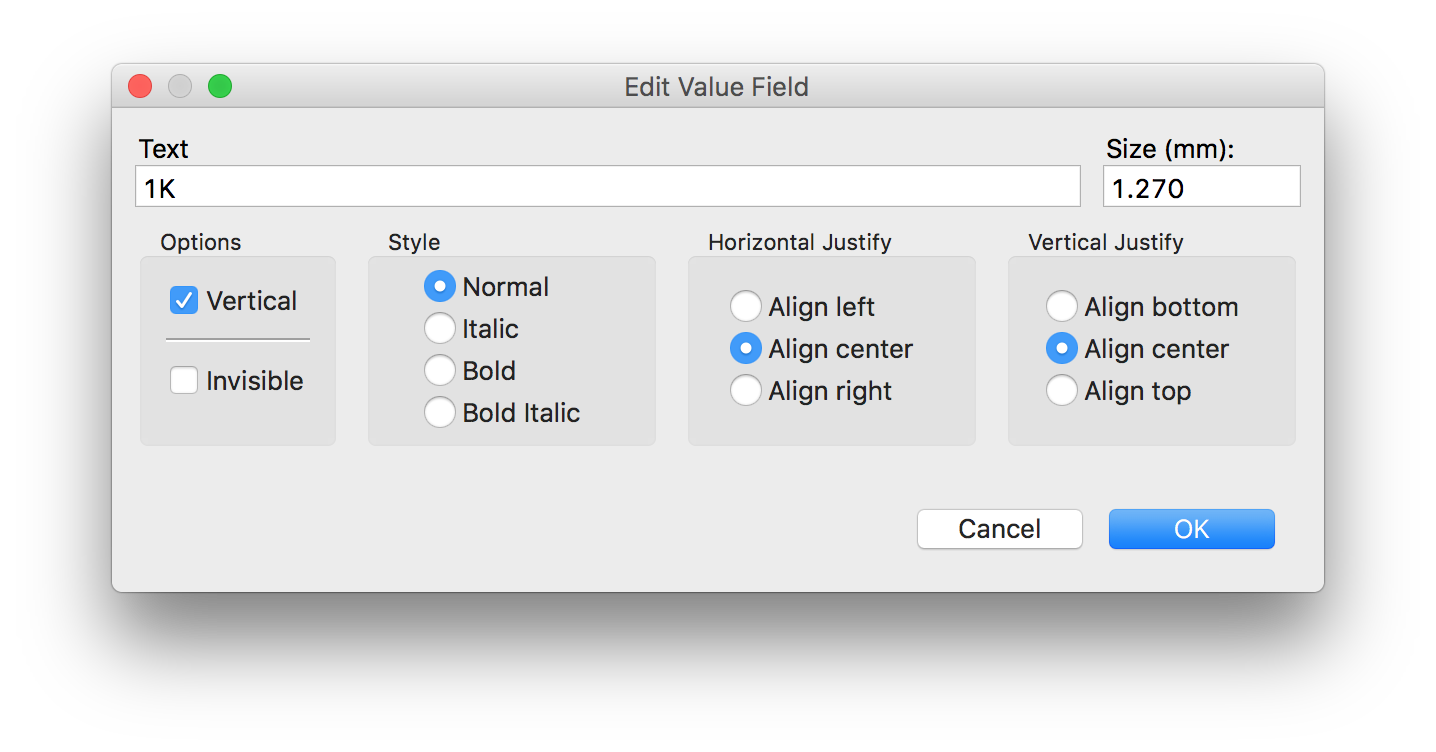 Edit Value Field
Text
Size (mm):
1K
1.270
Options
Style
Horizontal Justify
Vertical Justify
Vertical
Invisible
Normal
Italic
Bold
Bold Italic
Align left
Align center
Align right
Align bottom
Align center
Align top
Cancel
OK